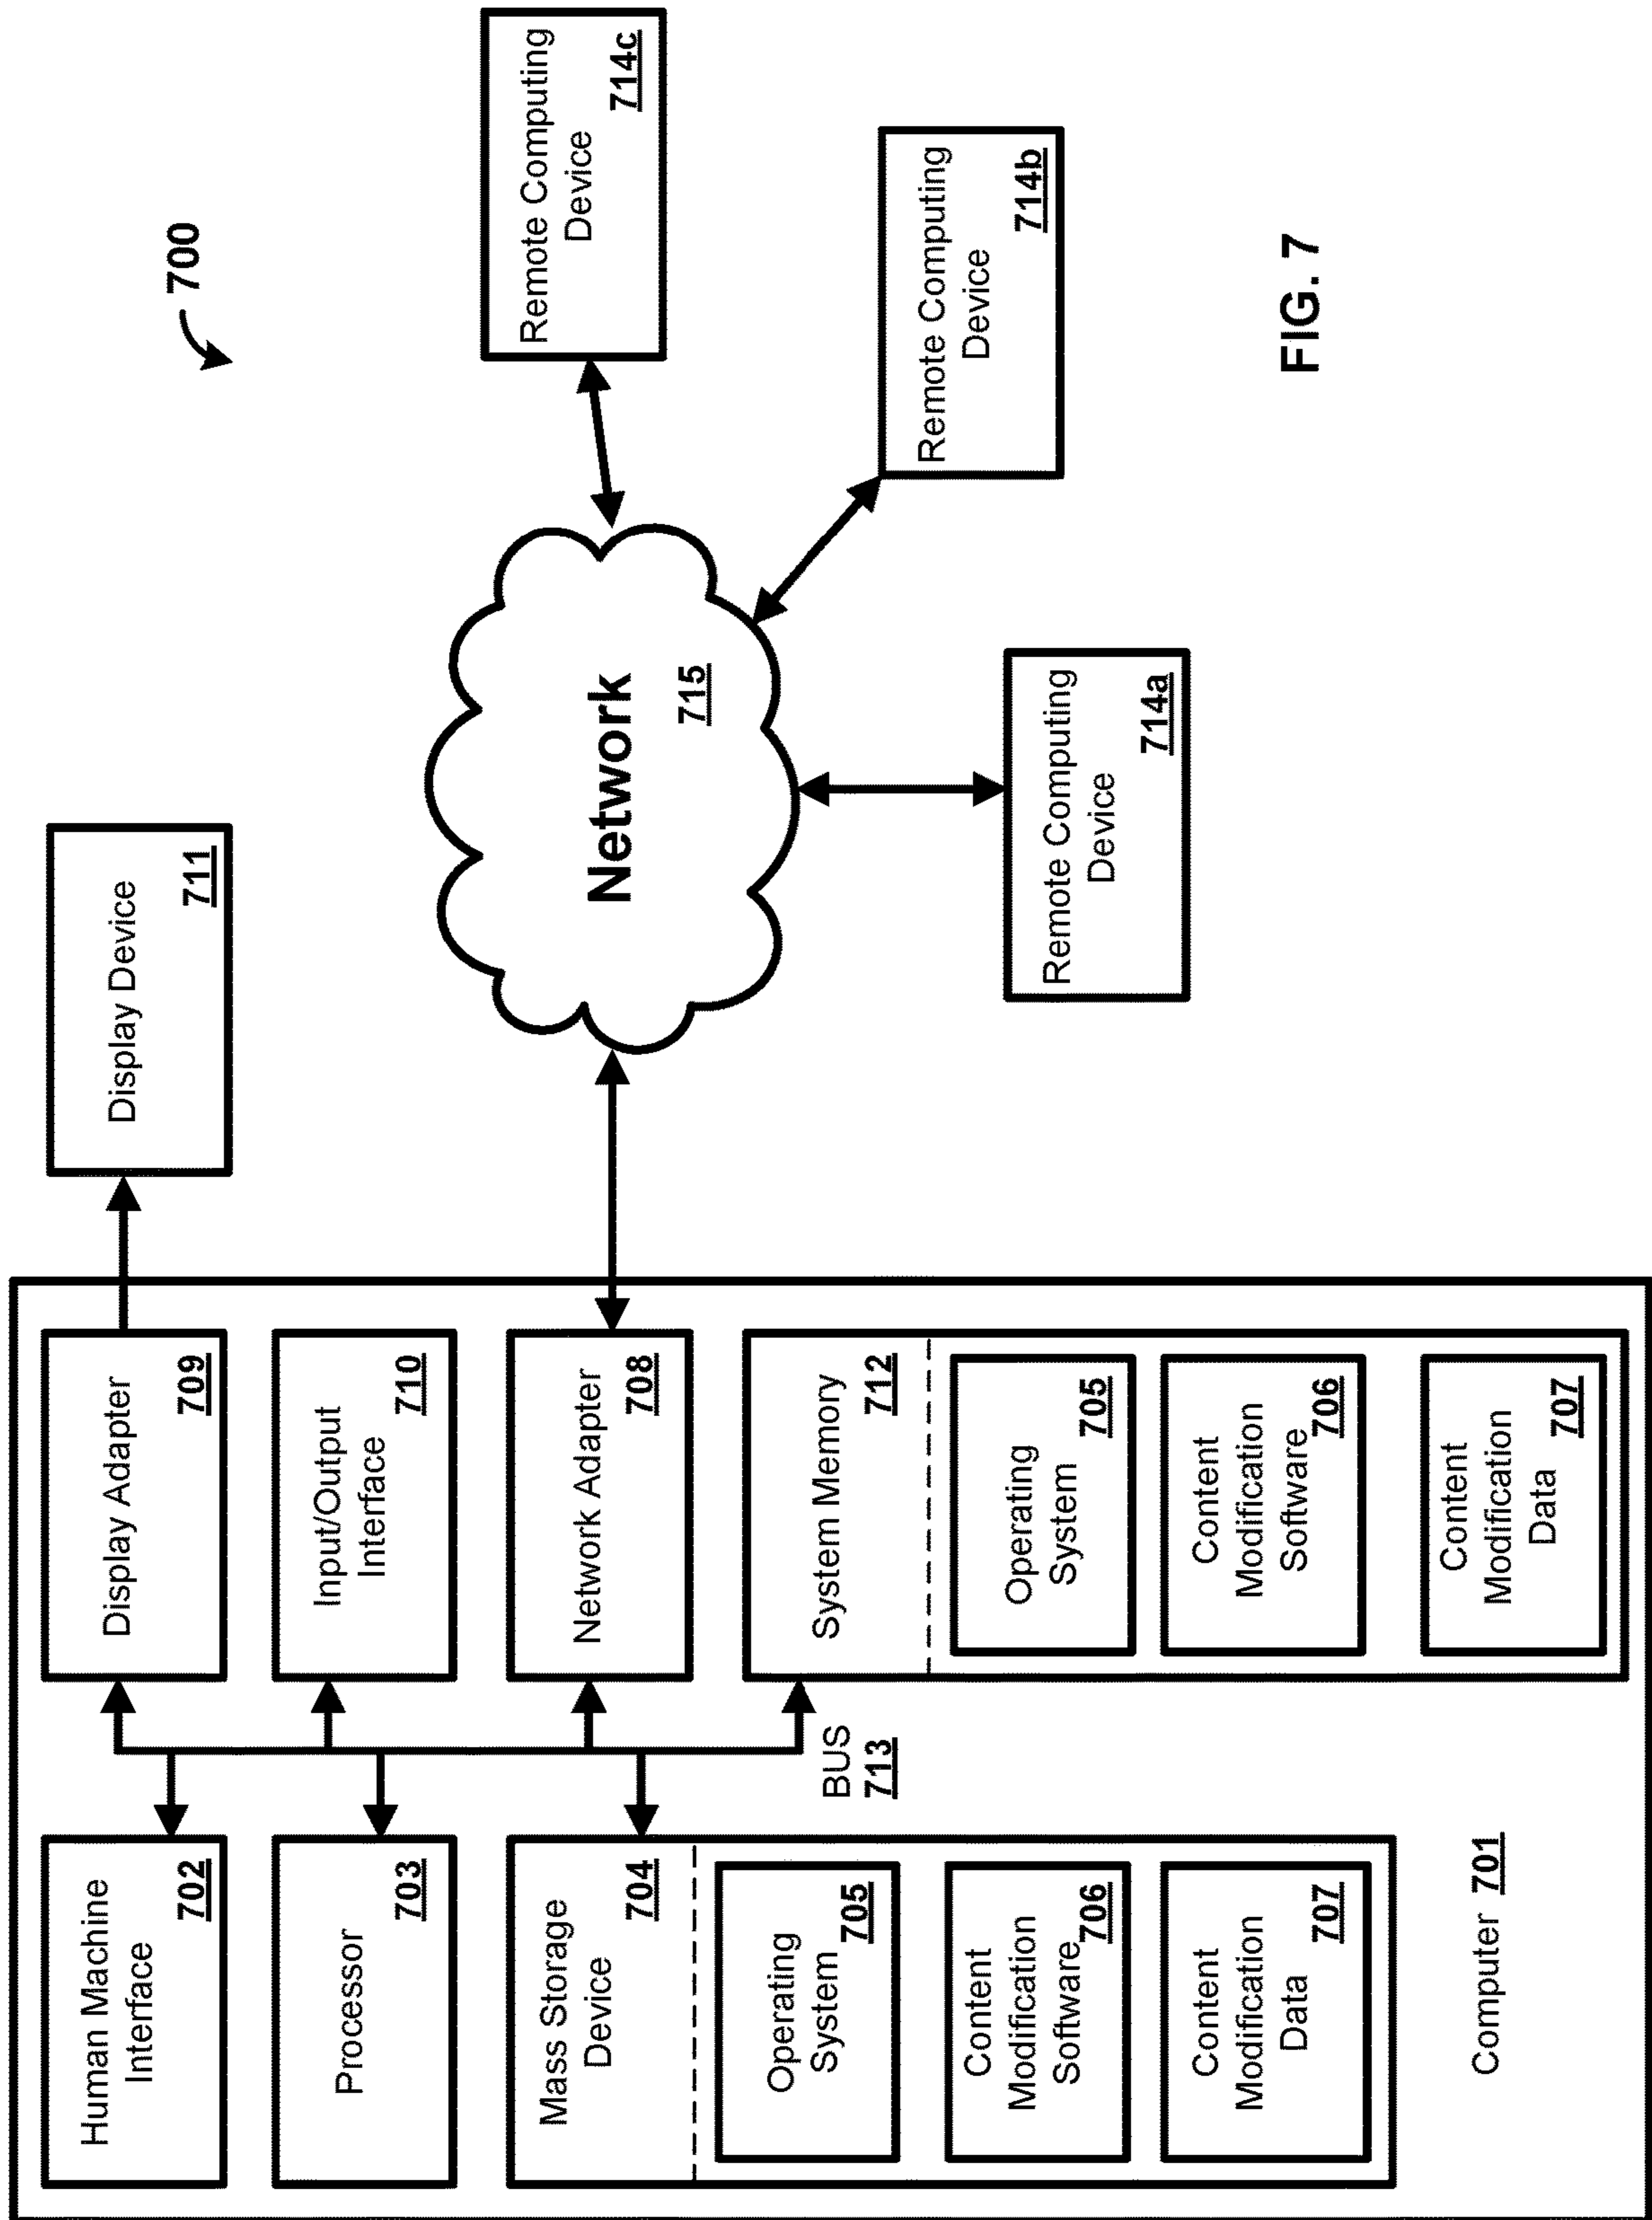 700
Human Machine
Interface
702
Processor
703
Mass Storage
Device
704
Operating
System
705
Content
Modification
Software
706
Content
Modification
Data
707
Computer 701
BUS
713
Display Adapter
709
Input/Output
Interface
710
Network Adapter
708
System Memory
712
Operating
System
705
Content
Modification
Software
706
Content
Modification
Data
707
Display Device
711
Network
715
Remote Computing
Device
714a
Remote Computing
Device
714b
Remote Computing
Device
714c
FIG. 7